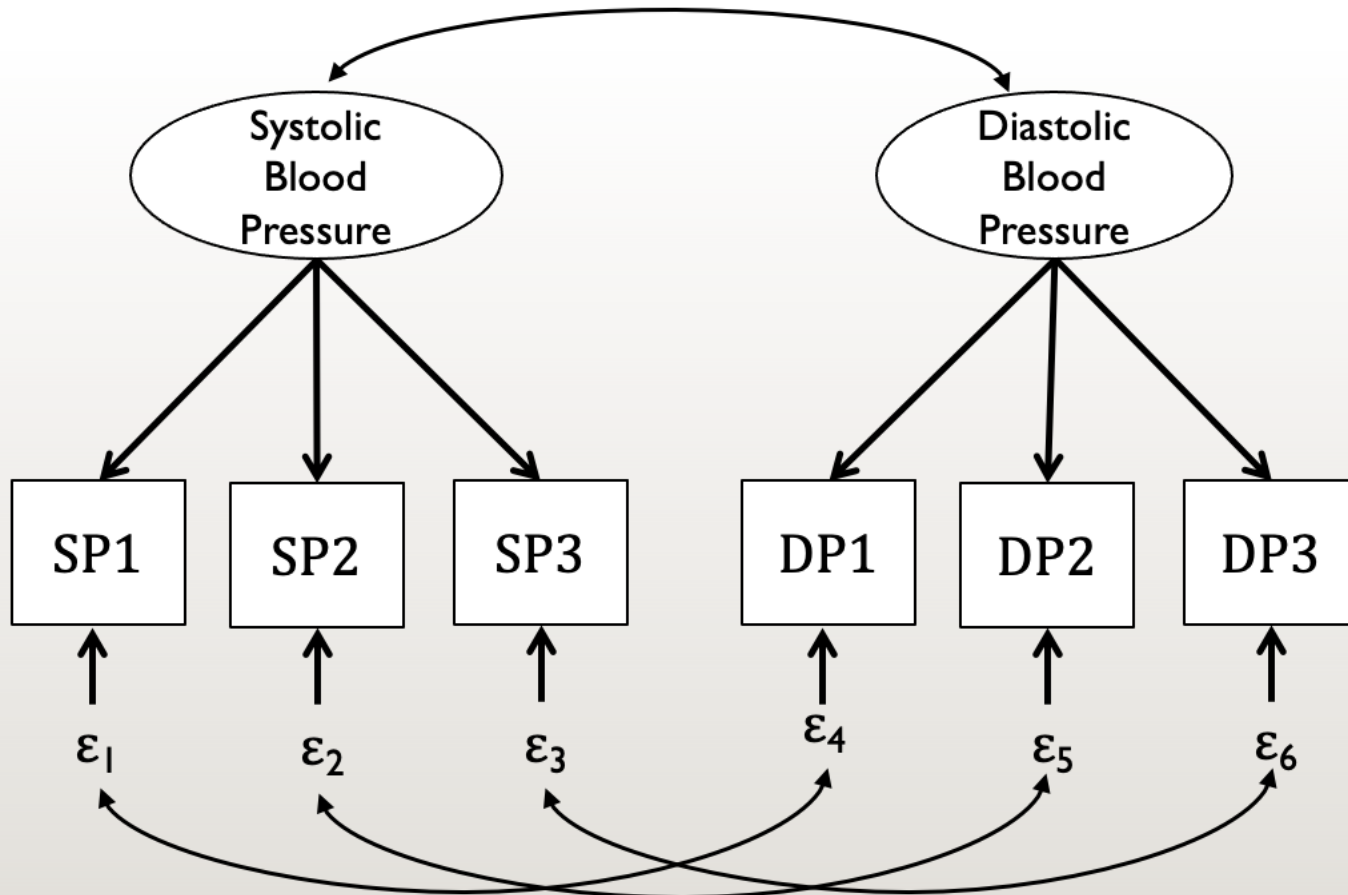 Systolic
Blood
Pressure
Diastolic
Blood
Pressure
SP1
SP2
SP3
DP1
DP2
DP3
ε₁
ε₂
ε₃
ε₄
ε₅
ε₆